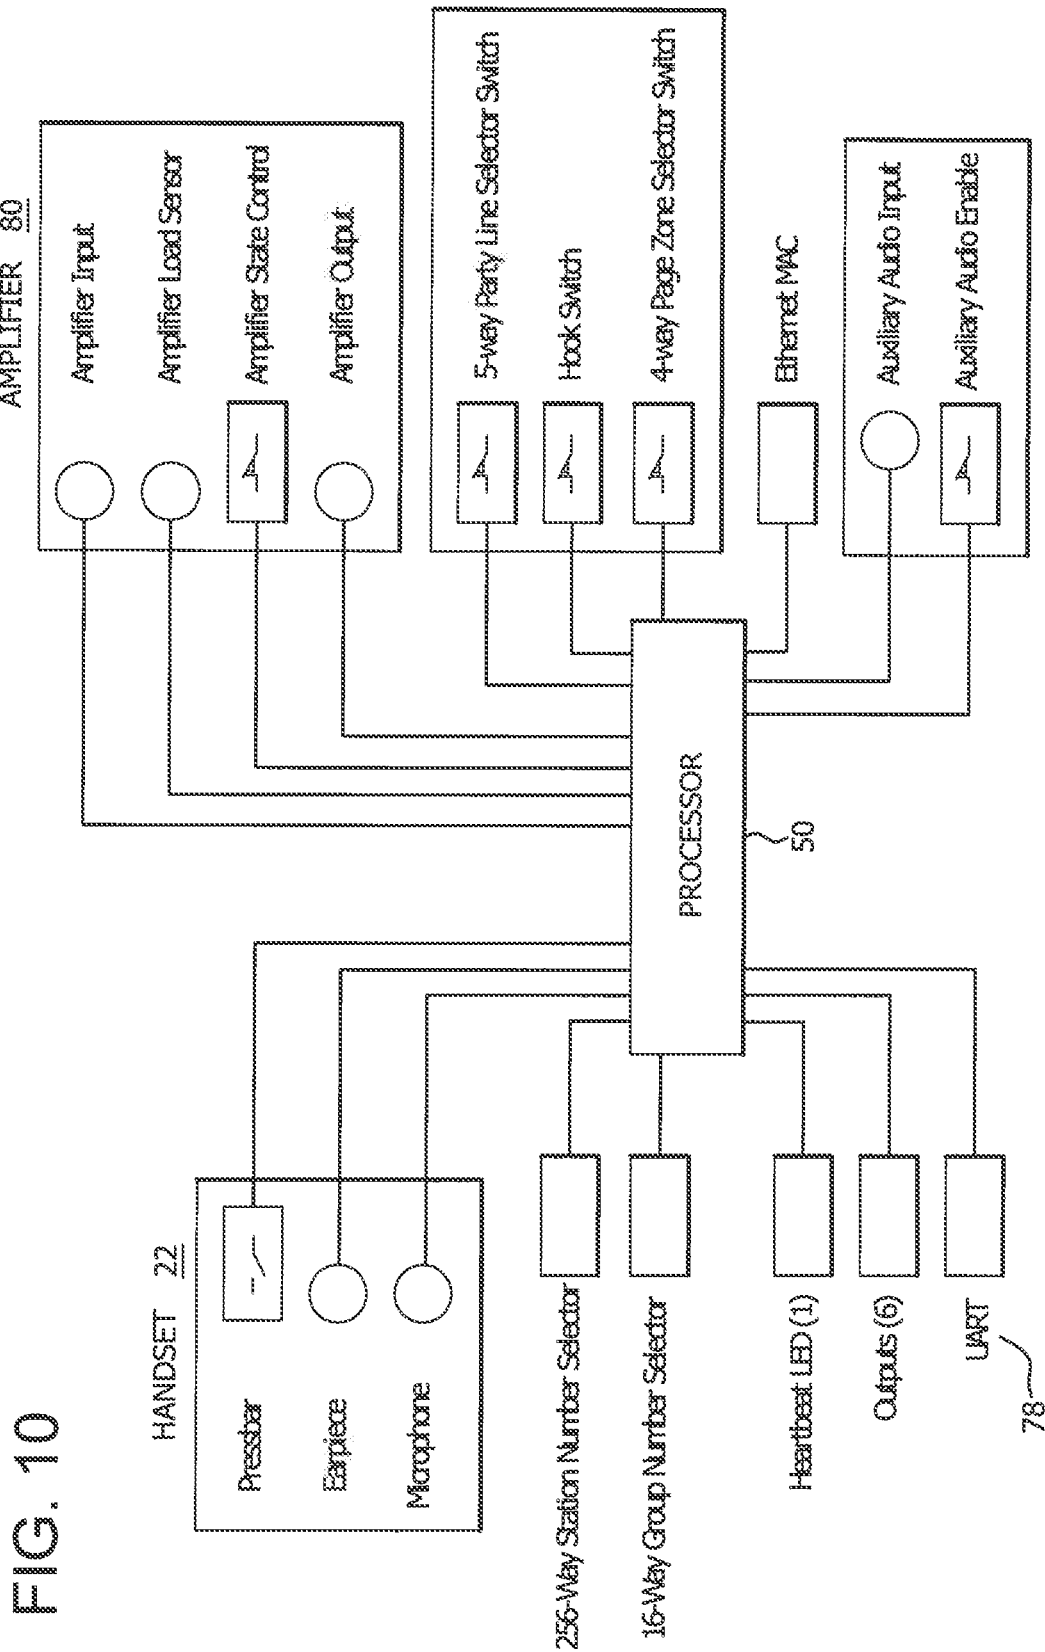 FIG. 10
HANDSET 22
Pressbar
Earpiece
Microphone
256-Way Station Number Selector
16-Way Group Number Selector
Heartbeat LED (1)
Outputs (6)
UART
78
PROCESSOR
50
AMPLIFIER 80
Amplifier Input
Amplifier Load Sensor
Amplifier State Control
Amplifier Output
5-way Party Line Selector Switch
Hook Switch
4-way Page Zone Selector Switch
Ethernet MAC
Auxiliary Audio Input
Auxiliary Audio Enable